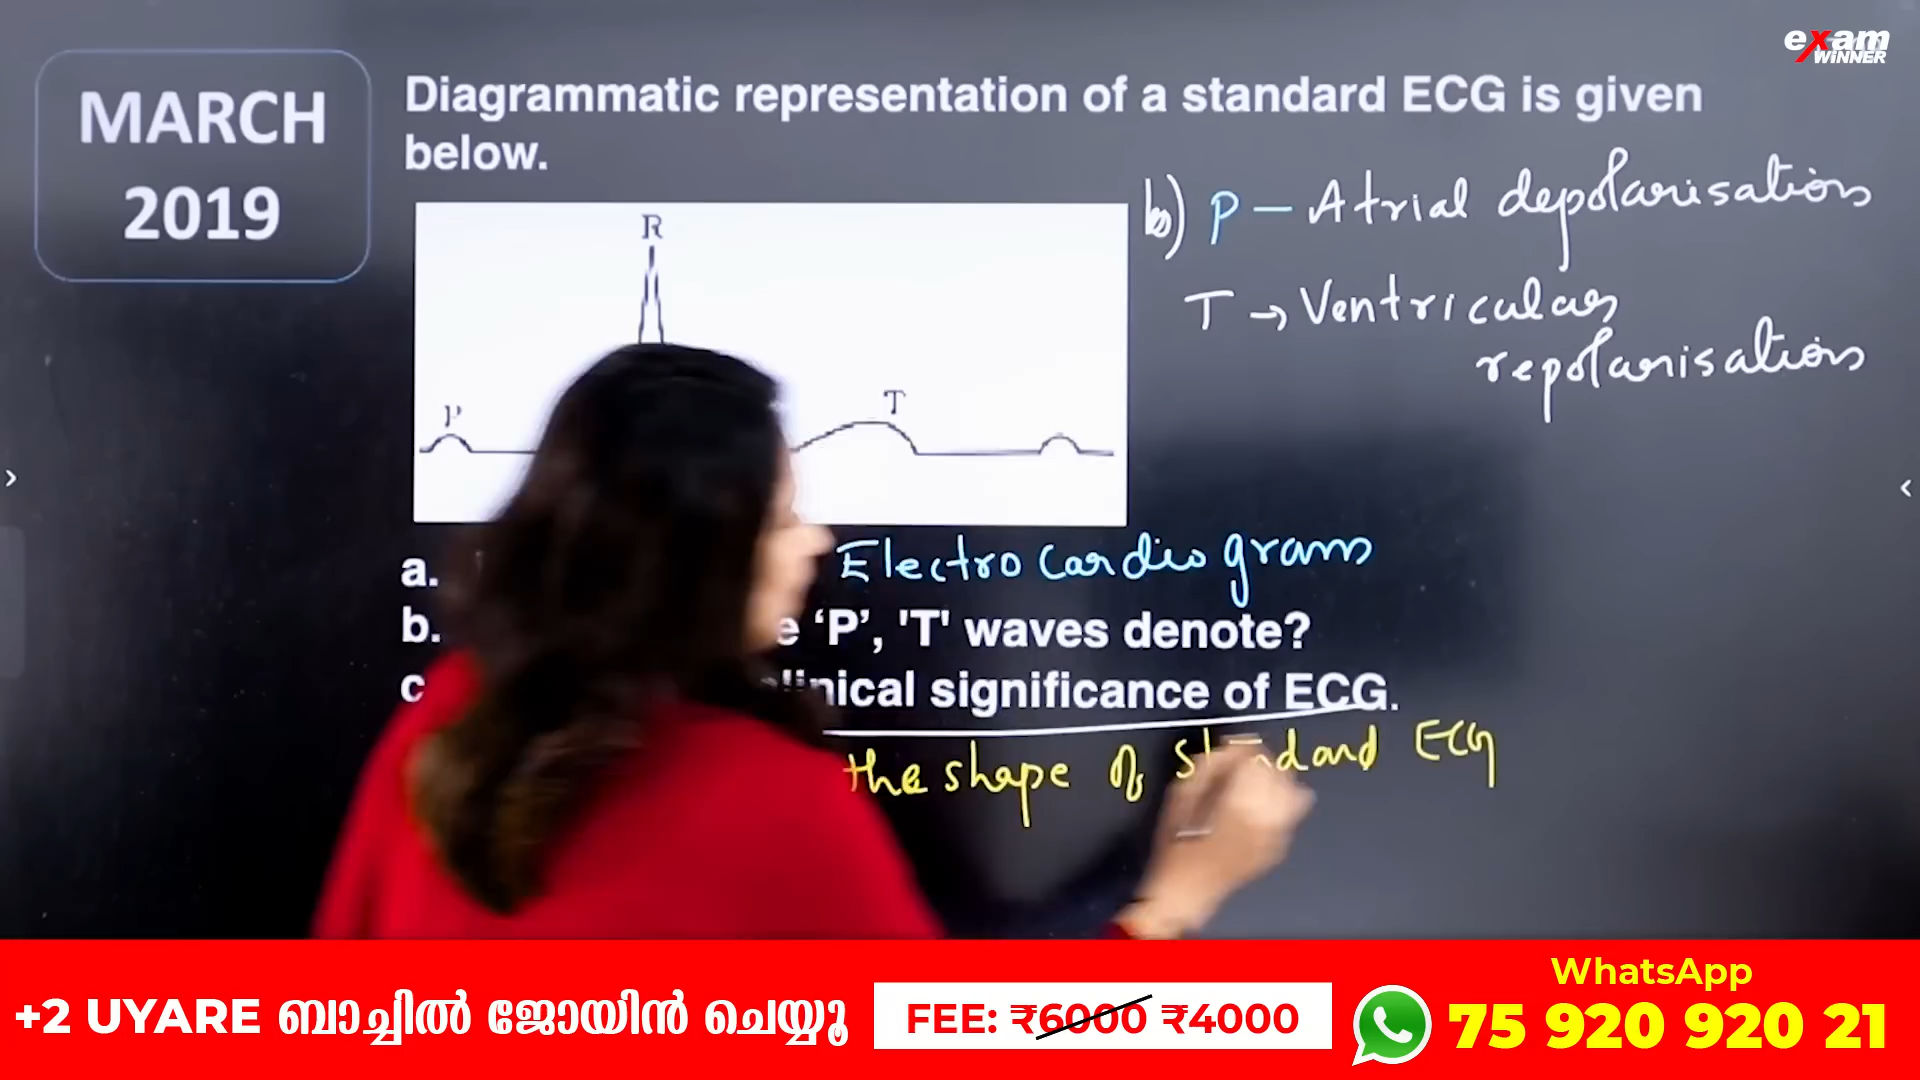 exam
WINNER
MARCH
2019
Diagrammatic representation of a standard ECG is given
below.
R
P
T
b) P - Atrial depolarisation
T → Ventricular
repolarisation
a. Electro cardio gram
b. ‘P’, 'T' waves denote?
c clinical significance of ECG.
the shape of standard ECG
+2 UYARE ബാച്ചിൽ ജോയിൻ ചെയ്യൂ
FEE: ₹6000 ₹4000
WhatsApp
75 920 920 21